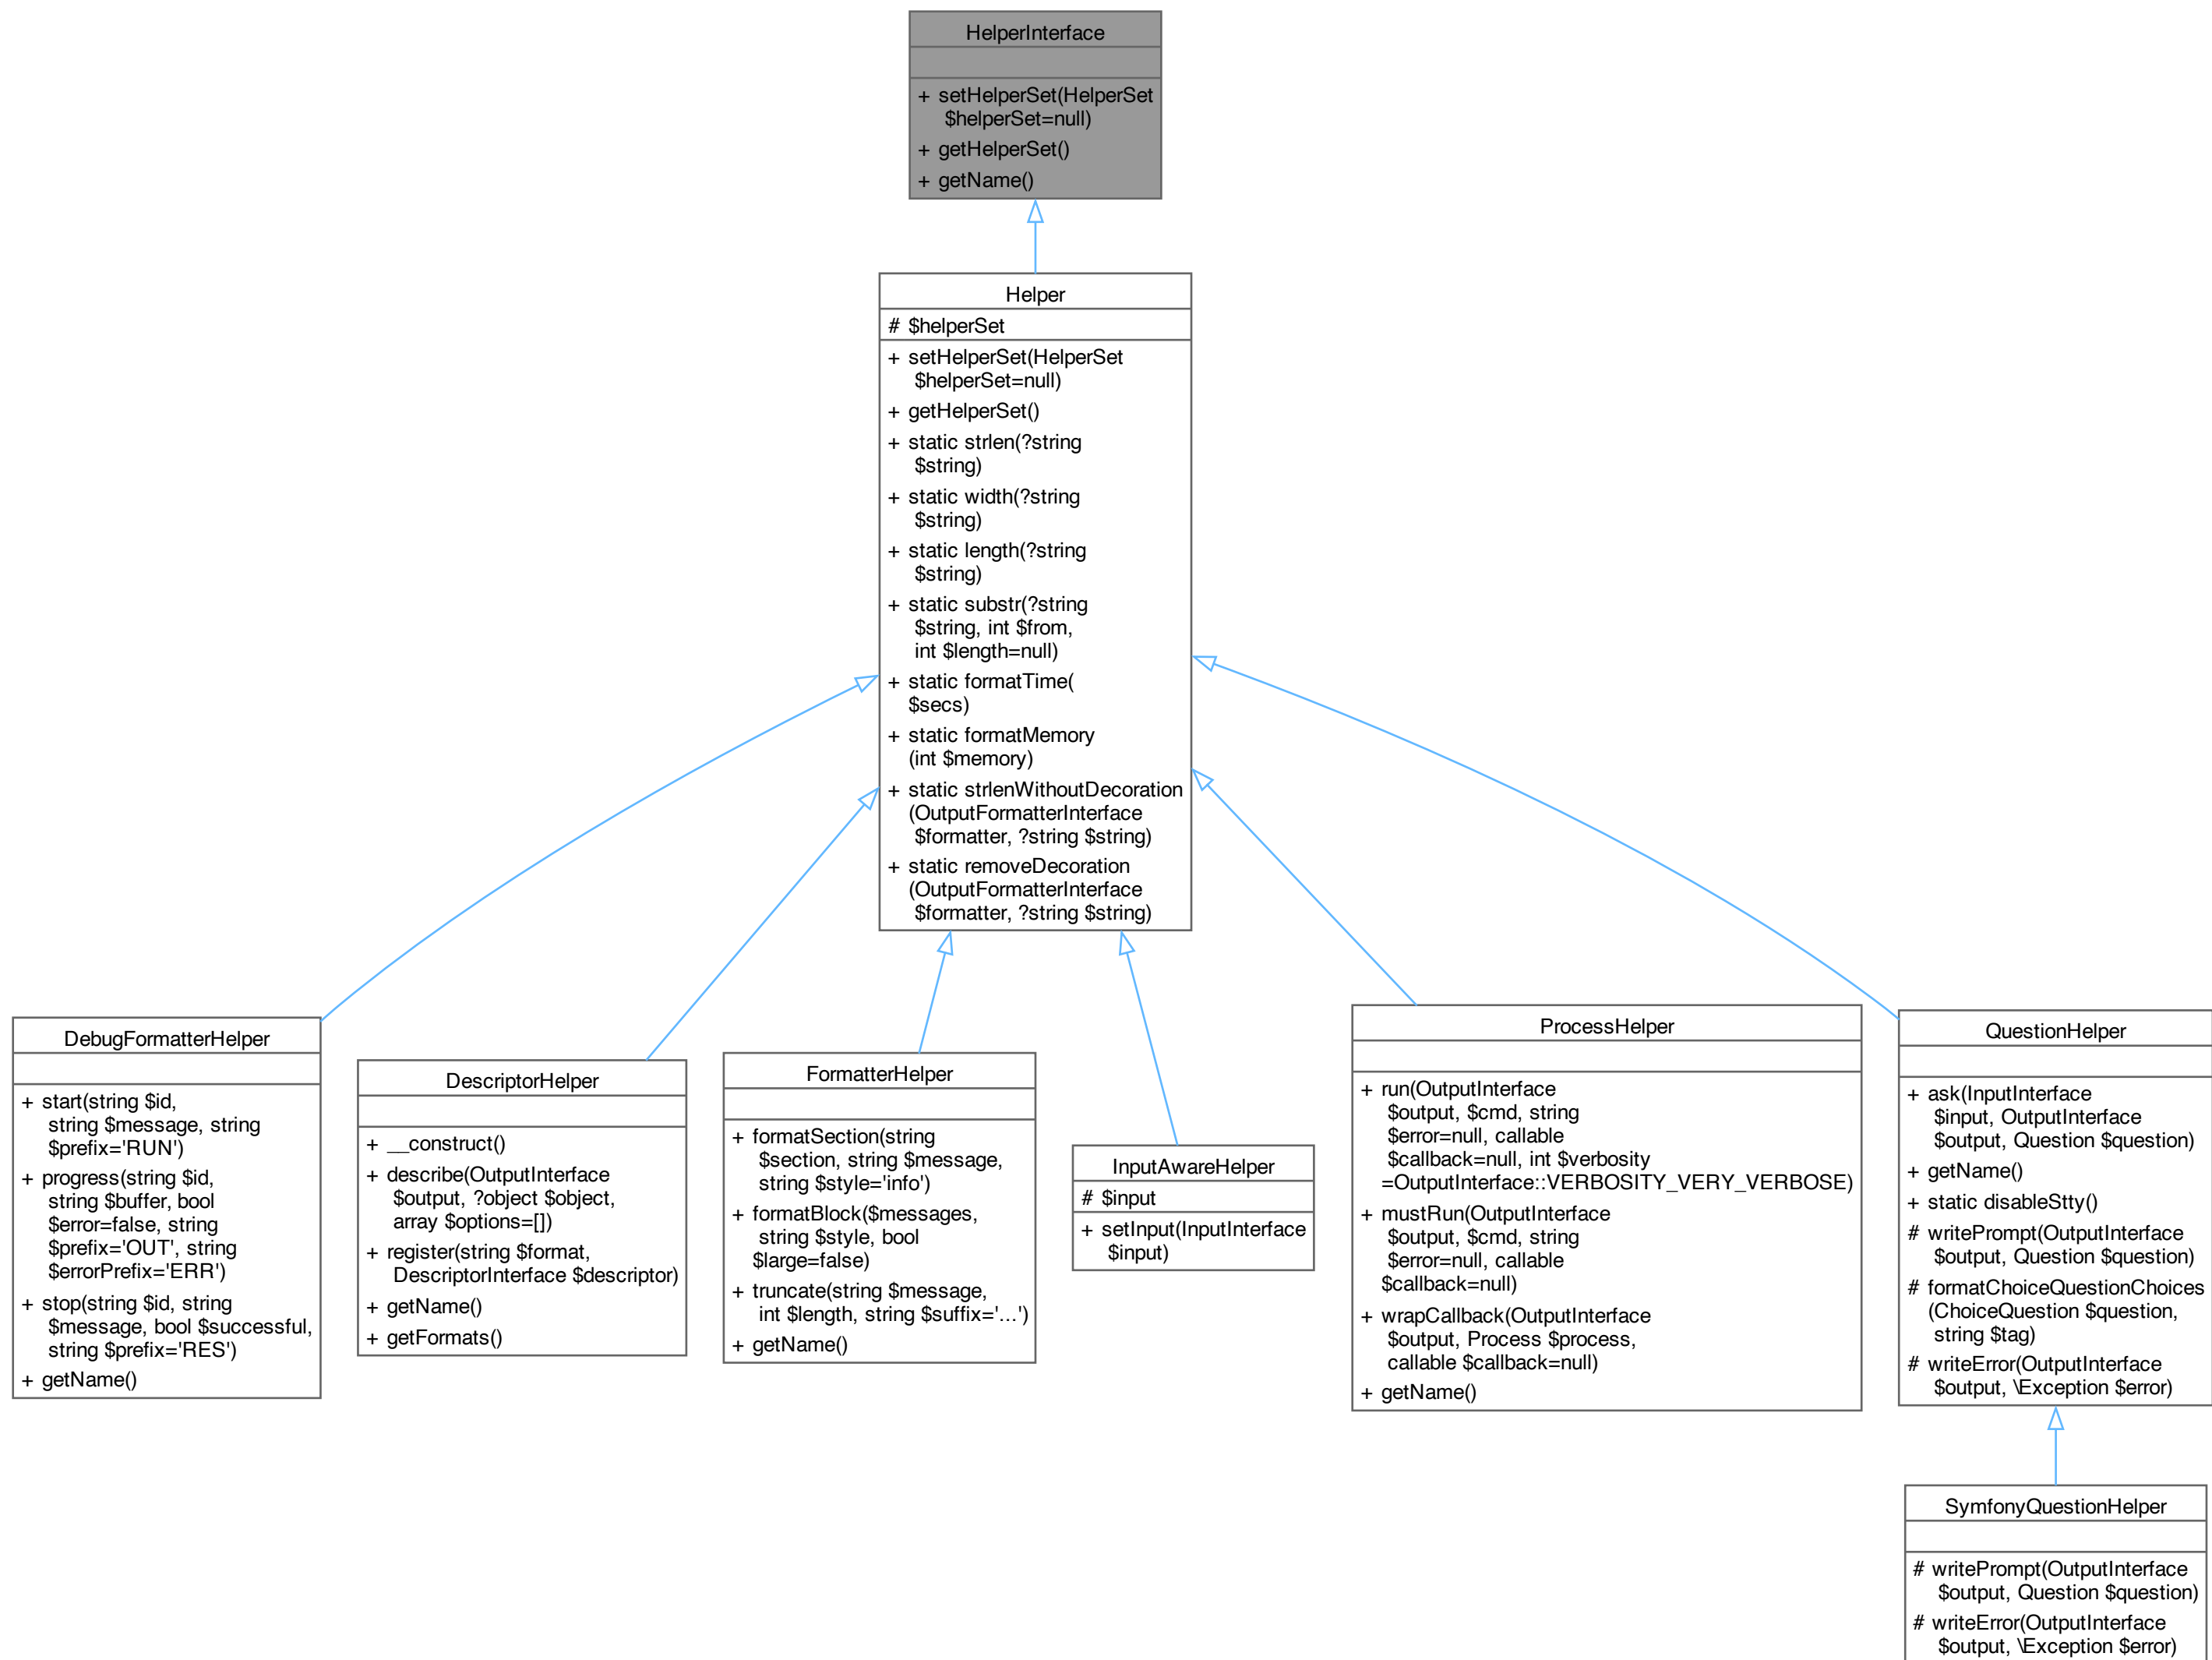 HelperInterface
+ setHelperSet(HelperSet
$helperSet=null)
+ getHelperSet()
+ getName()
Helper
# $helperSet
+ setHelperSet(HelperSet
$helperSet=null)
+ getHelperSet()
+ static strlen(?string
$string)
+ static width(?string
$string)
+ static length(?string
$string)
+ static substr(?string
$string, int $from,
int $length=null)
+ static formatTime(
$secs)
+ static formatMemory
(int $memory)
+ static strlenWithoutDecoration
(OutputFormatterInterface
$formatter, ?string $string)
+ static removeDecoration
(OutputFormatterInterface
$formatter, ?string $string)
DebugFormatterHelper
+ start(string $id,
string $message, string
$prefix='RUN')
+ progress(string $id,
string $buffer, bool
$error=false, string
$prefix='OUT', string
$errorPrefix='ERR')
+ stop(string $id, string
$message, bool $successful,
string $prefix='RES')
+ getName()
DescriptorHelper
+ __construct()
+ describe(OutputInterface
$output, ?object $object,
array $options=[])
+ register(string $format,
DescriptorInterface $descriptor)
+ getName()
+ getFormats()
FormatterHelper
+ formatSection(string
$section, string $message,
string $style='info')
+ formatBlock($messages,
string $style, bool
$large=false)
+ truncate(string $message,
int $length, string $suffix='...')
+ getName()
InputAwareHelper
# $input
+ setInput(InputInterface
$input)
ProcessHelper
+ run(OutputInterface
$output, $cmd, string
$error=null, callable
$callback=null, int $verbosity
=OutputInterface::VERBOSITY_VERY_VERBOSE)
+ mustRun(OutputInterface
$output, $cmd, string
$error=null, callable
$callback=null)
+ wrapCallback(OutputInterface
$output, Process $process,
callable $callback=null)
+ getName()
QuestionHelper
+ ask(InputInterface
$input, OutputInterface
$output, Question $question)
+ getName()
+ static disableStty()
# writePrompt(OutputInterface
$output, Question $question)
# formatChoiceQuestionChoices
(ChoiceQuestion $question,
string $tag)
# writeError(OutputInterface
$output, \Exception $error)
SymfonyQuestionHelper
# writePrompt(OutputInterface
$output, Question $question)
# writeError(OutputInterface
$output, \Exception $error)